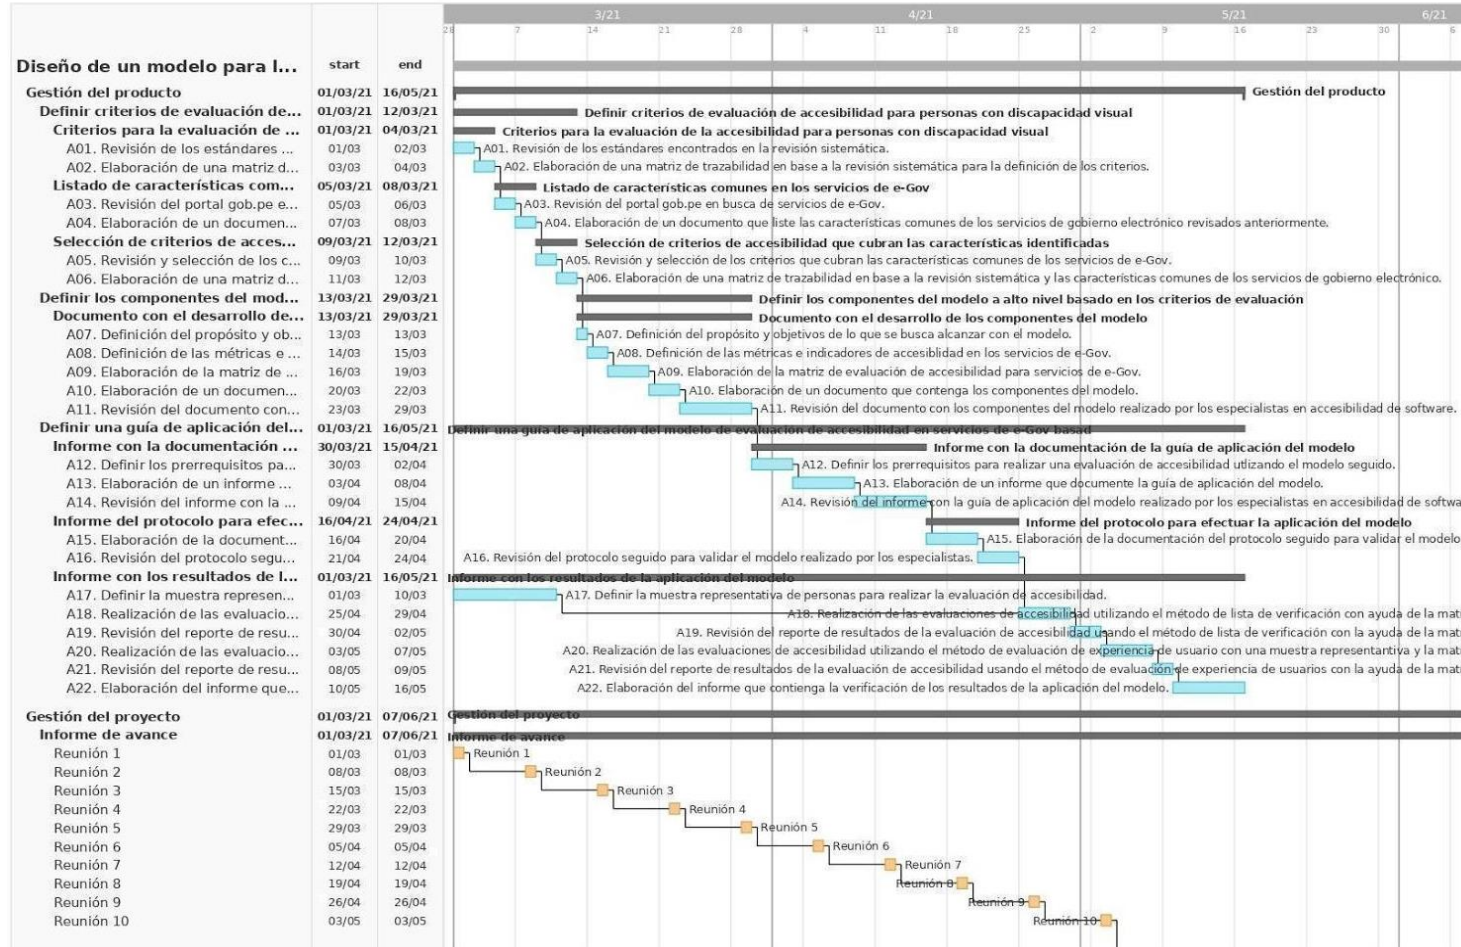 3/21 4/21 5/21 6/21
28 7 14 21 28 4 11 18 25 2 9 16 23 30 6
Diseño de un modelo para l... start end
Gestión del producto 01/03/21 16/05/21 Gestión del producto
Definir criterios de evaluación de... 01/03/21 12/03/21 Definir criterios de evaluación de accesibilidad para personas con discapacidad visual
Criterios para la evaluación de ... 01/03/21 04/03/21 Criterios para la evaluación de la accesibilidad para personas con discapacidad visual
A01. Revisión de los estándares ... 01/03 02/03 A01. Revisión de los estándares encontrados en la revisión sistemática.
A02. Elaboración de una matriz d... 03/03 04/03 A02. Elaboración de una matriz de trazabilidad en base a la revisión sistemática para la definición de los criterios.
Listado de características com... 05/03/21 08/03/21 Listado de características comunes en los servicios de e-Gov
A03. Revisión del portal gob.pe e... 05/03 06/03 A03. Revisión del portal gob.pe en busca de servicios de e-Gov.
A04. Elaboración de un documen... 07/03 08/03 A04. Elaboración de un documento que liste las características comunes de los servicios de gobierno electrónico revisados anteriormente.
Selección de criterios de acces... 09/03/21 12/03/21 Selección de criterios de accesibilidad que cubran las características identificadas
A05. Revisión y selección de los c... 09/03 10/03 A05. Revisión y selección de los criterios que cubran las características comunes de los servicios de e-Gov.
A06. Elaboración de una matriz d... 11/03 12/03 A06. Elaboración de una matriz de trazabilidad en base a la revisión sistemática y las características comunes de los servicios de gobierno electrónico.
Definir los componentes del mod... 13/03/21 29/03/21 Definir los componentes del modelo a alto nivel basado en los criterios de evaluación
Documento con el desarrollo de... 13/03/21 29/03/21 Documento con el desarrollo de los componentes del modelo
A07. Definición del propósito y ob... 13/03 13/03 A07. Definición del propósito y objetivos de lo que se busca alcanzar con el modelo.
A08. Definición de las métricas e ... 14/03 15/03 A08. Definición de las métricas e indicadores de accesiblidad en los servicios de e-Gov.
A09. Elaboración de la matriz de ... 16/03 19/03 A09. Elaboración de la matriz de evaluación de accesibilidad para servicios de e-Gov.
A10. Elaboración de un documen... 20/03 22/03 A10. Elaboración de un documento que contenga los componentes del modelo.
A11. Revisión del documento con... 23/03 29/03 A11. Revisión del documento con los componentes del modelo realizado por los especialistas en accesibilidad de software.
Definir una guía de aplicación del... 01/03/21 16/05/21 Definir una guía de aplicación del modelo de evaluación de accesibilidad en servicios de e-Gov basad
Informe con la documentación ... 30/03/21 15/04/21 Informe con la documentación de la guía de aplicación del modelo
A12. Definir los prerrequisitos pa... 30/03 02/04 A12. Definir los prerrequisitos para realizar una evaluación de accesibilidad utlizando el modelo seguido.
A13. Elaboración de un informe ... 03/04 08/04 A13. Elaboración de un informe que documente la guía de aplicación del modelo.
A14. Revisión del informe con la ... 09/04 15/04 A14. Revisión del informe con la guía de aplicación del modelo realizado por los especialistas en accesibilidad de softwa
Informe del protocolo para efec... 16/04/21 24/04/21 Informe del protocolo para efectuar la aplicación del modelo
A15. Elaboración de la document... 16/04 20/04 A15. Elaboración de la documentación del protocolo seguido para validar el modelo
A16. Revisión del protocolo segu... 21/04 24/04 A16. Revisión del protocolo seguido para validar el modelo realizado por los especialistas.
Informe con los resultados de l... 01/03/21 16/05/21 Informe con los resultados de la aplicación del modelo
A17. Definir la muestra represen... 01/03 10/03 A17. Definir la muestra representativa de personas para realizar la evaluación de accesibilidad.
A18. Realización de las evaluacio... 25/04 29/04 A18. Realización de las evaluaciones de accesibilidad utilizando el método de lista de verificación con ayuda de la mat
A19. Revisión del reporte de resu... 30/04 02/05 A19. Revisión del reporte de resultados de la evaluación de accesibilidad usando el método de lista de verificación con la ayuda de la mat
A20. Realización de las evaluacio... 03/05 07/05 A20. Realización de las evaluaciones de accesibilidad utilizando el método de evaluación de experiencia de usuario con una muestra representantiva y la mat
A21. Revisión del reporte de resu... 08/05 09/05 A21. Revisión del reporte de resultados de la evaluación de accesibilidad usando el método de evaluación de experiencia de usuarios con la ayuda de la mat
A22. Elaboración del informe que... 10/05 16/05 A22. Elaboración del informe que contienga la verificación de los resultados de la aplicación del modelo.
Gestión del proyecto 01/03/21 07/06/21 Gestión del proyecto
Informe de avance 01/03/21 07/06/21 Informe de avance
Reunión 1 01/03 01/03 Reunión 1
Reunión 2 08/03 08/03 Reunión 2
Reunión 3 15/03 15/03 Reunión 3
Reunión 4 22/03 22/03 Reunión 4
Reunión 5 29/03 29/03 Reunión 5
Reunión 6 05/04 05/04 Reunión 6
Reunión 7 12/04 12/04 Reunión 7
Reunión 8 19/04 19/04 Reunión 8
Reunión 9 26/04 26/04 Reunión 9
Reunión 10 03/05 03/05 Reunión 10